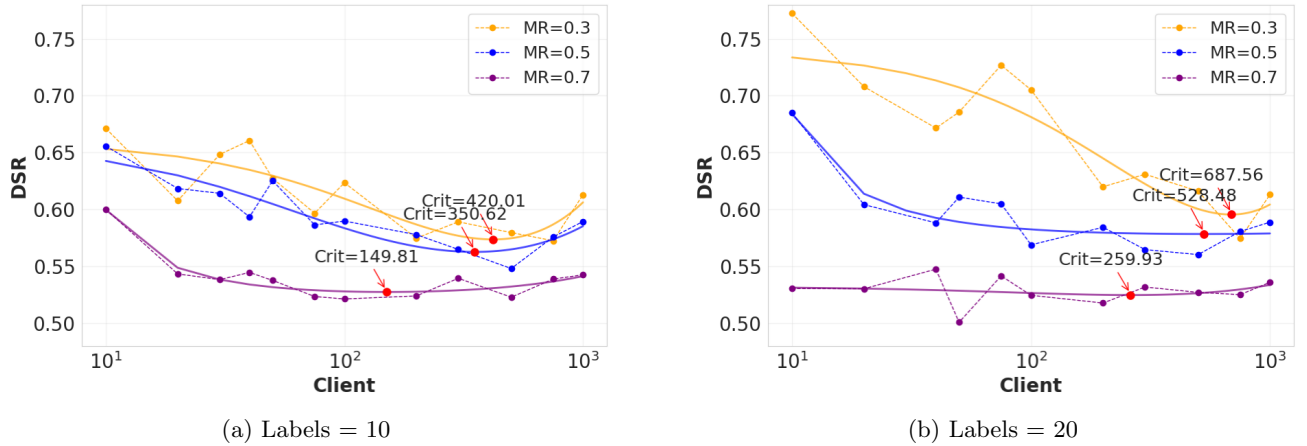 0.75
0.70
0.65
0.60
0.55
0.50
DSR
MR=0.3
MR=0.5
MR=0.7
Crit=420.01
Crit=350.62
Crit=149.81
10¹
10²
10³
Client
(a) Labels = 10
0.75
0.70
0.65
0.60
0.55
0.50
DSR
MR=0.3
MR=0.5
MR=0.7
Crit=687.56
Crit=528.48
Crit=259.93
10¹
10²
10³
Client
(b) Labels = 20